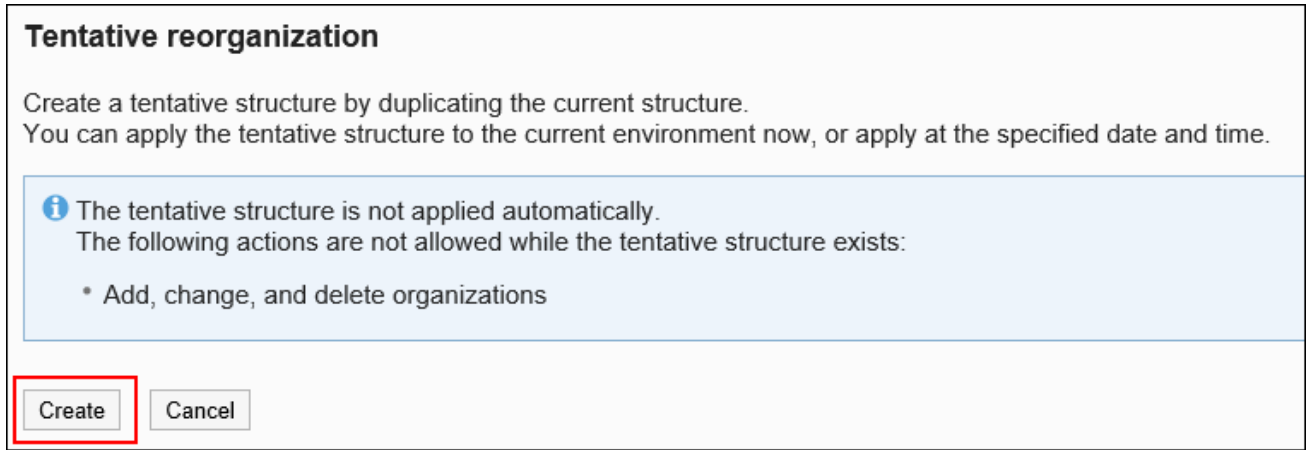 Tentative reorganization
Create a tentative structure by duplicating the current structure.
You can apply the tentative structure to the current environment now, or apply at the specified date and time.
The tentative structure is not applied automatically.
The following actions are not allowed while the tentative structure exists:
• Add, change, and delete organizations
Create Cancel